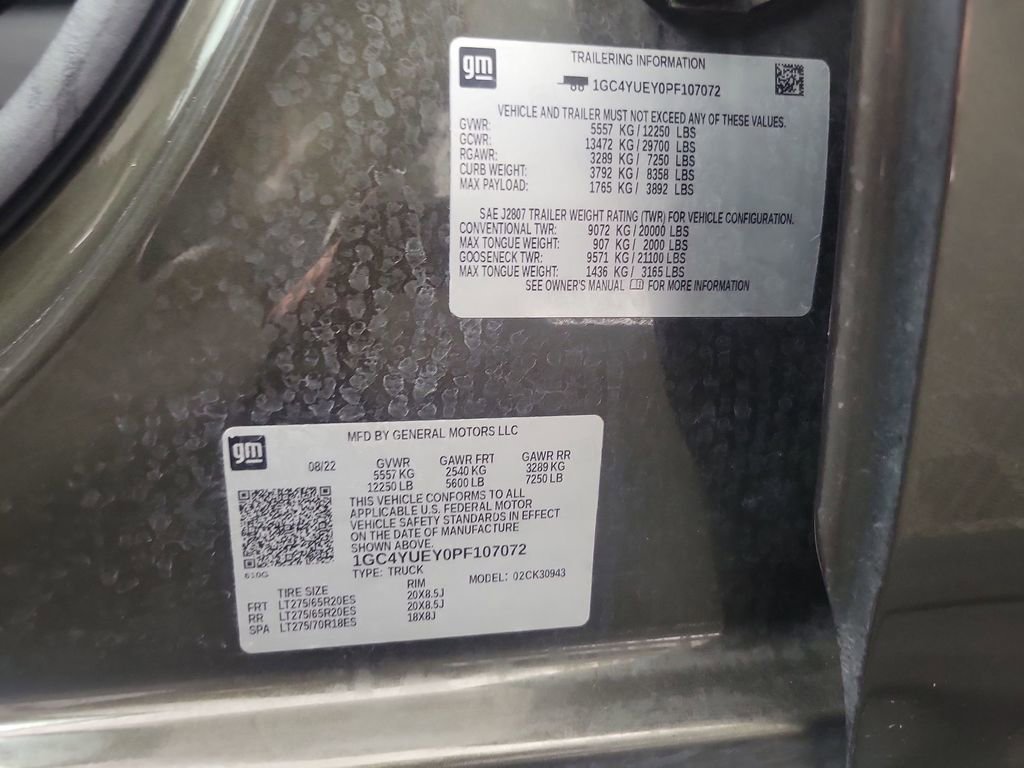 gm
TRAILERING INFORMATION
1GC4YUEY0PF107072
VEHICLE AND TRAILER MUST NOT EXCEED ANY OF THESE VALUES.
GVWR: 5557 KG / 12250 LBS
GCWR: 13472 KG / 29700 LBS
RGAWR: 3289 KG / 7250 LBS
CURB WEIGHT: 3792 KG / 8358 LBS
MAX PAYLOAD: 1765 KG / 3892 LBS
SAE J2807 TRAILER WEIGHT RATING (TWR) FOR VEHICLE CONFIGURATION.
CONVENTIONAL TWR: 9072 KG / 20000 LBS
MAX TONGUE WEIGHT: 907 KG / 2000 LBS
GOOSENECK TWR: 9571 KG / 21100 LBS
MAX TONGUE WEIGHT: 1436 KG / 3165 LBS
SEE OWNER'S MANUAL FOR MORE INFORMATION
gm
MFD BY GENERAL MOTORS LLC
08/22 GVWR GAWR FRT GAWR RR
5557 KG 2540 KG 3289 KG
12250 LB 5600 LB 7250 LB
THIS VEHICLE CONFORMS TO ALL
APPLICABLE U.S. FEDERAL MOTOR
VEHICLE SAFETY STANDARDS IN EFFECT
ON THE DATE OF MANUFACTURE
SHOWN ABOVE.
1GC4YUEY0PF107072
610G
TYPE: TRUCK MODEL: 02CK30943
TIRE SIZE RIM
FRT LT275/65R20ES 20X8.5J
RR LT275/65R20ES 20X8.5J
SPA LT275/70R18ES 18X8J